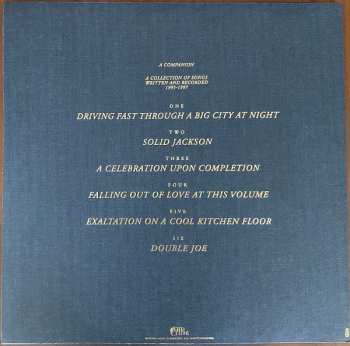 A COMPANION
A COLLECTION OF SONGS
WRITTEN AND RECORDED
1995-1997
ONE
DRIVING FAST THROUGH A BIG CITY AT NIGHT
TWO
SOLID JACKSON
THREE
A CELEBRATION UPON COMPLETION
FOUR
FALLING OUT OF LOVE AT THIS VOLUME
FIVE
EXALTATION ON A COOL KITCHEN FLOOR
SIX
DOUBLE JOE